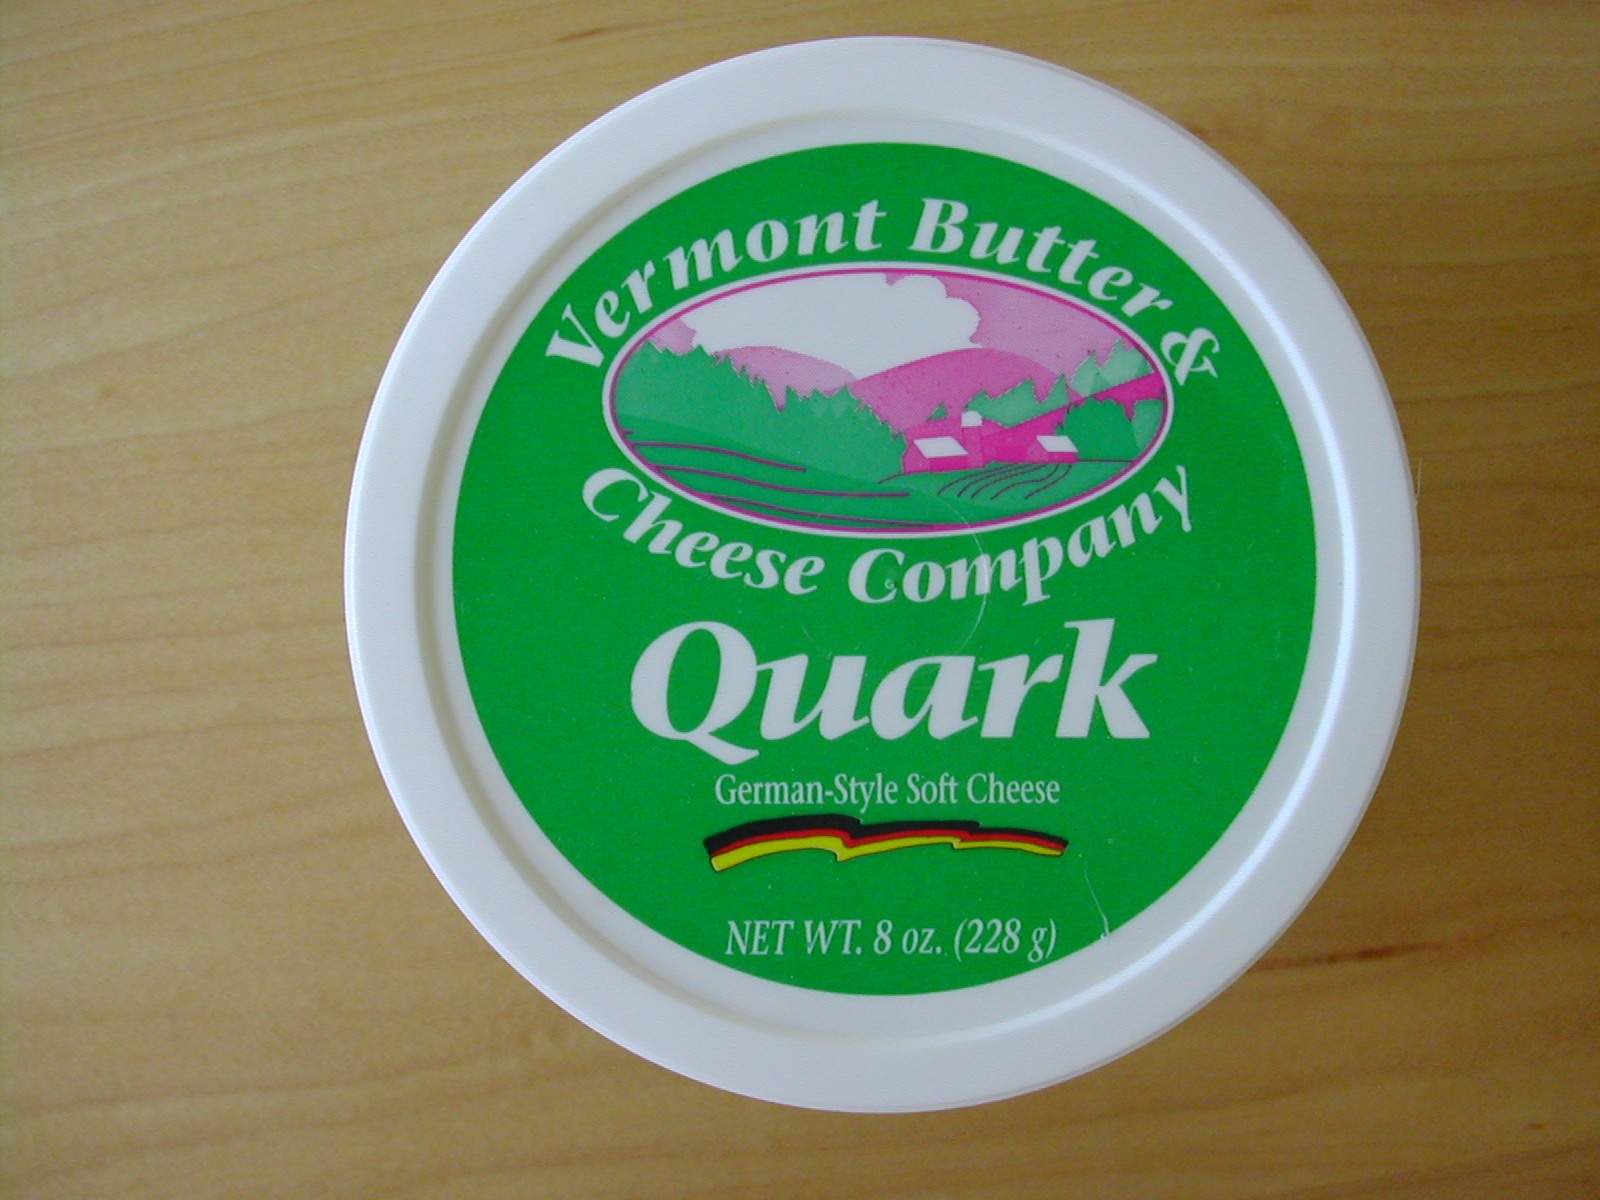 Vermont Butter &
Cheese Company
Quark
German-Style Soft Cheese
NET WT. 8 oz. (228 g)